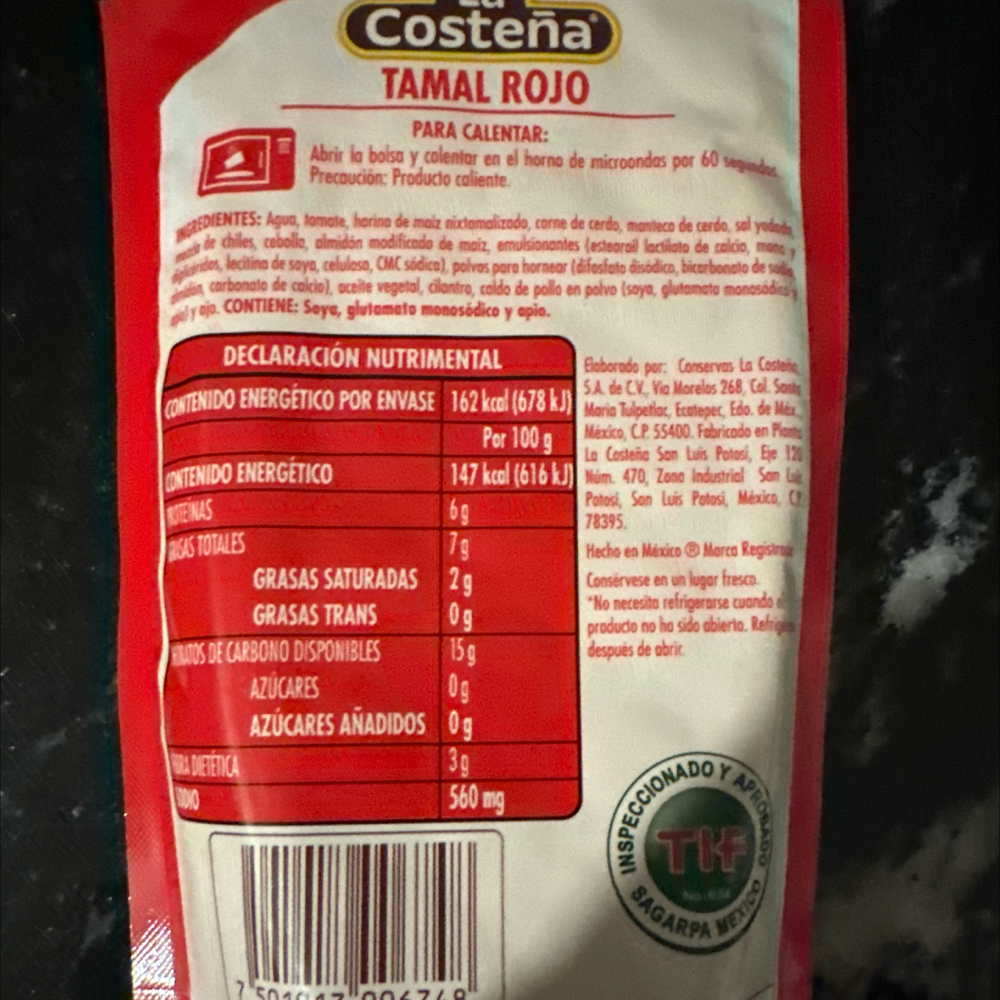 La
Costeña®
TAMAL ROJO
PARA CALENTAR:
Abrir la bolsa y calentar en el horno de microondas por 60 segundos.
Precaución: Producto caliente.
INGREDIENTES: Agua, tomate, harina de maíz nixtamalizado, carne de cerdo, manteca de cerdo, sal yodada,
mezcla de chiles, cebolla, almidón modificado de maíz, emulsionantes (estearoil lactilato de calcio, mono y
diglicéridos, lecitina de soya, celulosa, CMC sódica), polvos para hornear (difosfato disódico, bicarbonato de sodio,
almidón, carbonato de calcio), aceite vegetal, cilantro, caldo de pollo en polvo (soya, glutamato monosódico y
apio) y ajo. CONTIENE: Soya, glutamato monosódico y apio.
DECLARACIÓN NUTRIMENTAL
CONTENIDO ENERGÉTICO POR ENVASE 162 kcal (678 kJ)
Por 100 g
CONTENIDO ENERGÉTICO 147 kcal (616 kJ)
PROTEINAS 6 g
GRASAS TOTALES 7 g
GRASAS SATURADAS 2 g
GRASAS TRANS 0 g
HIDRATOS DE CARBONO DISPONIBLES 15 g
AZÚCARES 0 g
AZÚCARES AÑADIDOS 0 g
FIBRA DIETÉTICA 3 g
SODIO 560 mg
Elaborado por: Conservas La Costeña,
S.A. de C.V., Vía Morelos 268, Col. Santa
María Tulpetlac, Ecatepec, Edo. de Méx.,
México, C.P. 55400. Fabricado en Planta
La Costeña San Luis Potosí, Eje 120
Núm. 470, Zona Industrial San Luis
Potosí, San Luis Potosí, México, C.P.
78395.
Hecho en México ® Marca Registrada
Consérvese en un lugar fresco.
*No necesita refrigerarse cuando el
producto no ha sido abierto. Refrigere
después de abrir.
INSPECCIONADO Y APROBADO
TIF
SAGARPA MEXICO